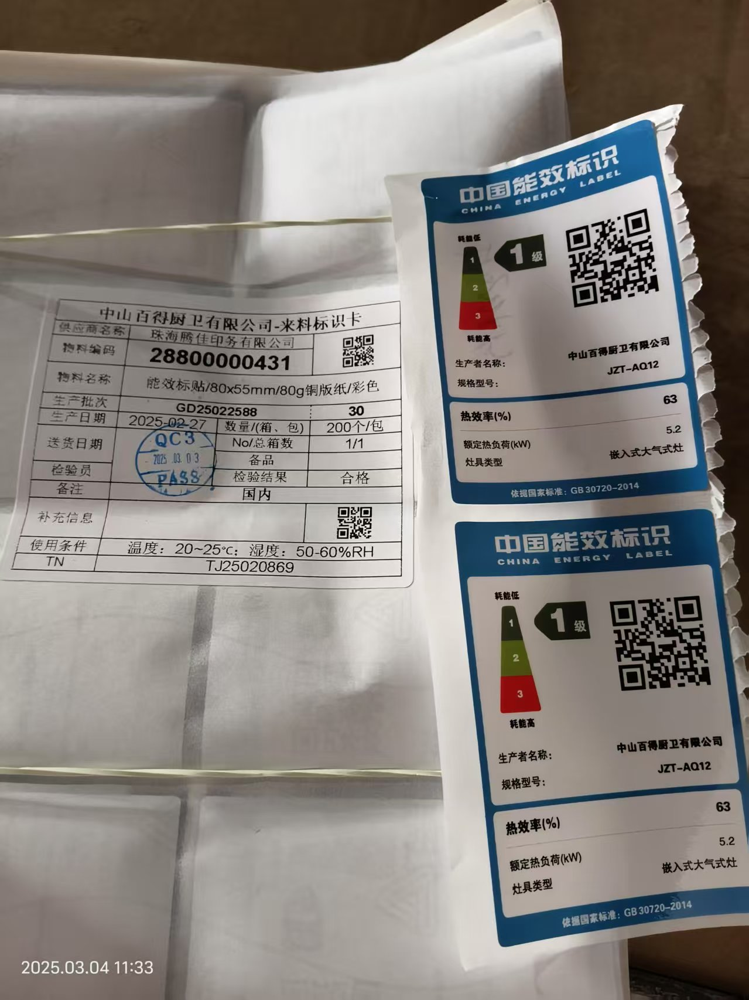 中山百得厨卫有限公司-来料标识卡
供应商名称 珠海腾佳印务有限公司
物料编码 28800000431
物料名称 能效标贴/80x55mm/80g铜版纸/彩色
生产批次 GD25022588 30
生产日期 2025-02-27 数量/(箱、包) 200个/包
送货日期 No/总箱数 1/1
备品
检验员 检验结果 合格
QC3
2025.03.03
PASS
备注 国内
补充信息
使用条件 温度：20~25℃；湿度：50-60%RH
TN TJ25020869
中国能效标识
CHINA ENERGY LABEL
耗能低
1
1级
2
3
耗能高
生产者名称： 中山百得厨卫有限公司
规格型号： JZT-AQ12
热效率(%) 63
额定热负荷(kW) 5.2
灶具类型 嵌入式大气式灶
依据国家标准：GB 30720-2014
中国能效标识
CHINA ENERGY LABEL
耗能低
1
1级
2
3
耗能高
生产者名称： 中山百得厨卫有限公司
规格型号： JZT-AQ12
热效率(%) 63
额定热负荷(kW) 5.2
灶具类型 嵌入式大气式灶
依据国家标准：GB 30720-2014
2025.03.04 11:33